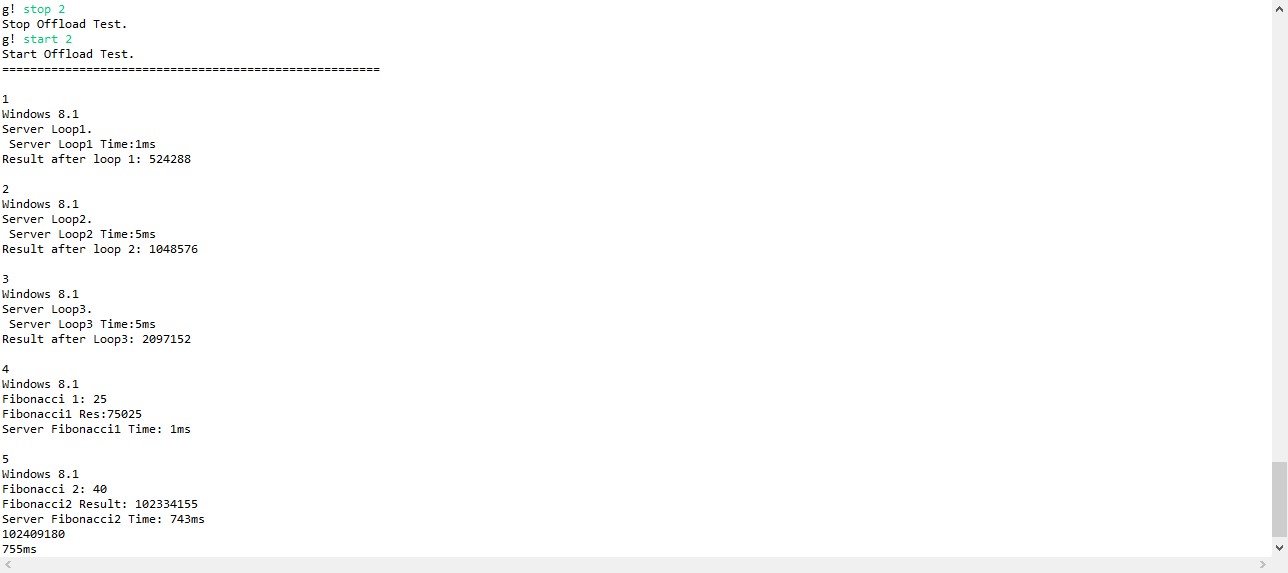 g! stop 2
Stop Offload Test.
g! start 2
Start Offload Test.
======================================================
1
Windows 8.1
Server Loop1.
 Server Loop1 Time:1ms
Result after loop 1: 524288
2
Windows 8.1
Server Loop2.
 Server Loop2 Time:5ms
Result after loop 2: 1048576
3
Windows 8.1
Server Loop3.
 Server Loop3 Time:5ms
Result after Loop3: 2097152
4
Windows 8.1
Fibonacci 1: 25
Fibonacci1 Res:75025
Server Fibonacci1 Time: 1ms
5
Windows 8.1
Fibonacci 2: 40
Fibonacci2 Result: 102334155
Server Fibonacci2 Time: 743ms
102409180
755ms